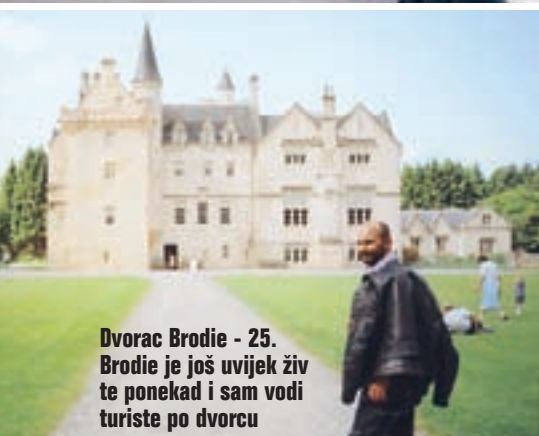 Dvorac Brodie - 25.
Brodie je još uvijek živ
te ponekad i sam vodi
turiste po dvorcu